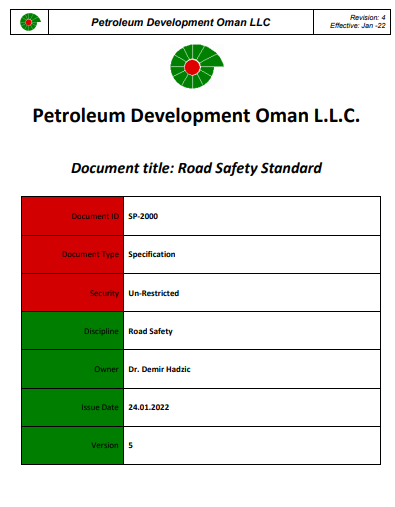 Petroleum Development Oman LLC
Revision: 4
Effective: Jan -22
Petroleum Development Oman L.L.C.
Document title: Road Safety Standard
Document ID SP-2000
Document Type Specification
Security Un-Restricted
Discipline Road Safety
Owner Dr. Demir Hadzic
Issue Date 24.01.2022
Version 5